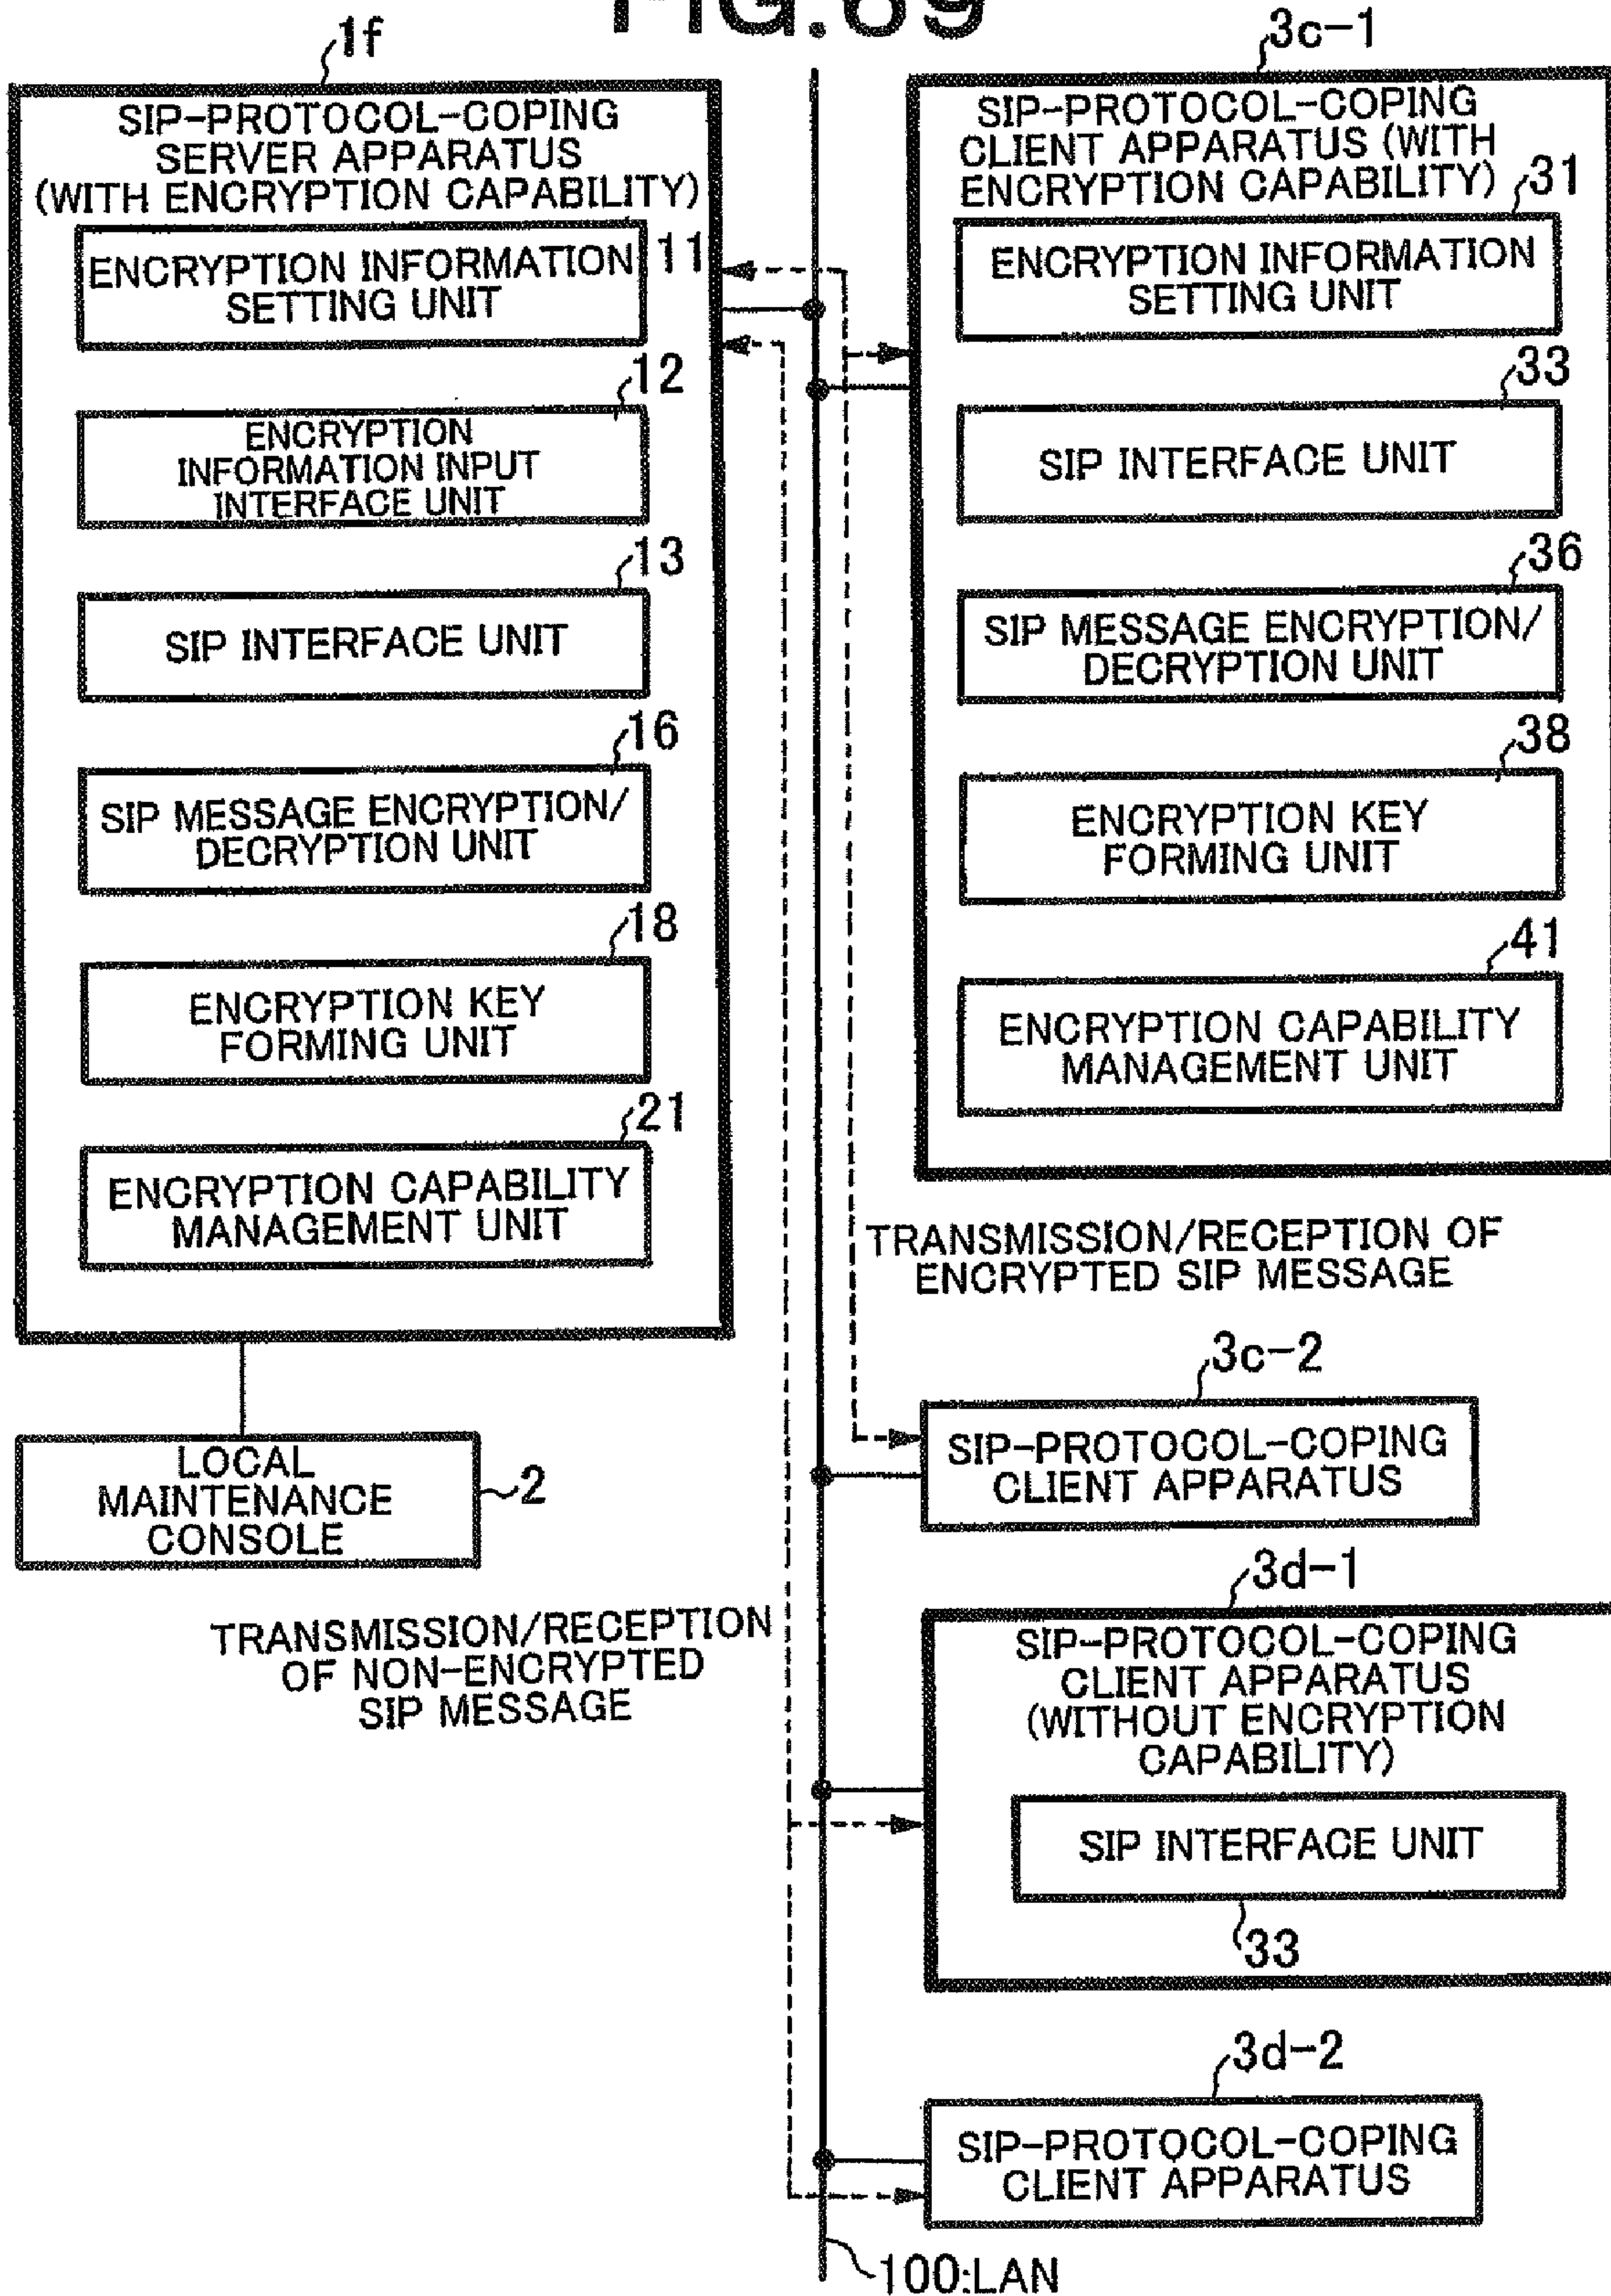 FIG.69
1f
SIP-PROTOCOL-COPING
SERVER APPARATUS
(WITH ENCRYPTION CAPABILITY)
ENCRYPTION INFORMATION
SETTING UNIT
11
12
ENCRYPTION
INFORMATION INPUT
INTERFACE UNIT
13
SIP INTERFACE UNIT
16
SIP MESSAGE ENCRYPTION/
DECRYPTION UNIT
18
ENCRYPTION KEY
FORMING UNIT
21
ENCRYPTION CAPABILITY
MANAGEMENT UNIT
LOCAL
MAINTENANCE
CONSOLE
2
TRANSMISSION/RECEPTION
OF NON-ENCRYPTED
SIP MESSAGE
3c-1
SIP-PROTOCOL-COPING
CLIENT APPARATUS (WITH
ENCRYPTION CAPABILITY)
31
ENCRYPTION INFORMATION
SETTING UNIT
33
SIP INTERFACE UNIT
36
SIP MESSAGE ENCRYPTION/
DECRYPTION UNIT
38
ENCRYPTION KEY
FORMING UNIT
41
ENCRYPTION CAPABILITY
MANAGEMENT UNIT
TRANSMISSION/RECEPTION OF
ENCRYPTED SIP MESSAGE
3c-2
SIP-PROTOCOL-COPING
CLIENT APPARATUS
3d-1
SIP-PROTOCOL-COPING
CLIENT APPARATUS
(WITHOUT ENCRYPTION
CAPABILITY)
SIP INTERFACE UNIT
33
3d-2
SIP-PROTOCOL-COPING
CLIENT APPARATUS
100:LAN